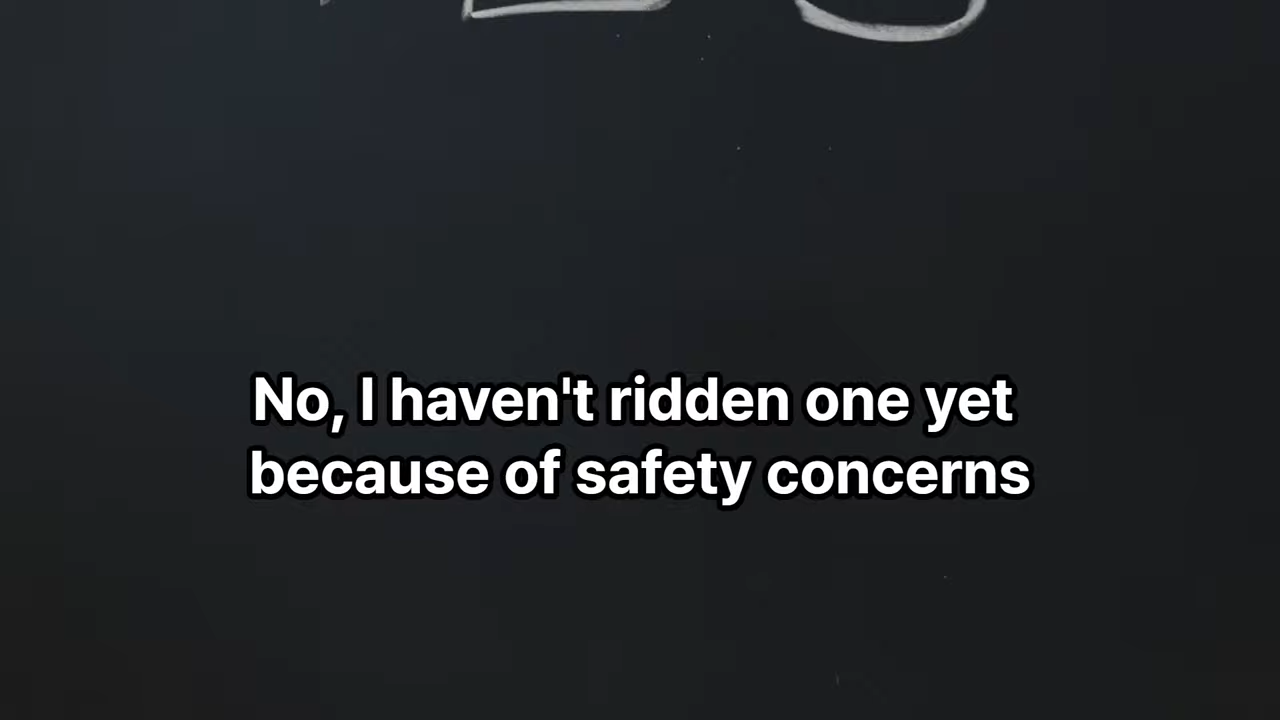 No, I haven't ridden one yet
because of safety concerns